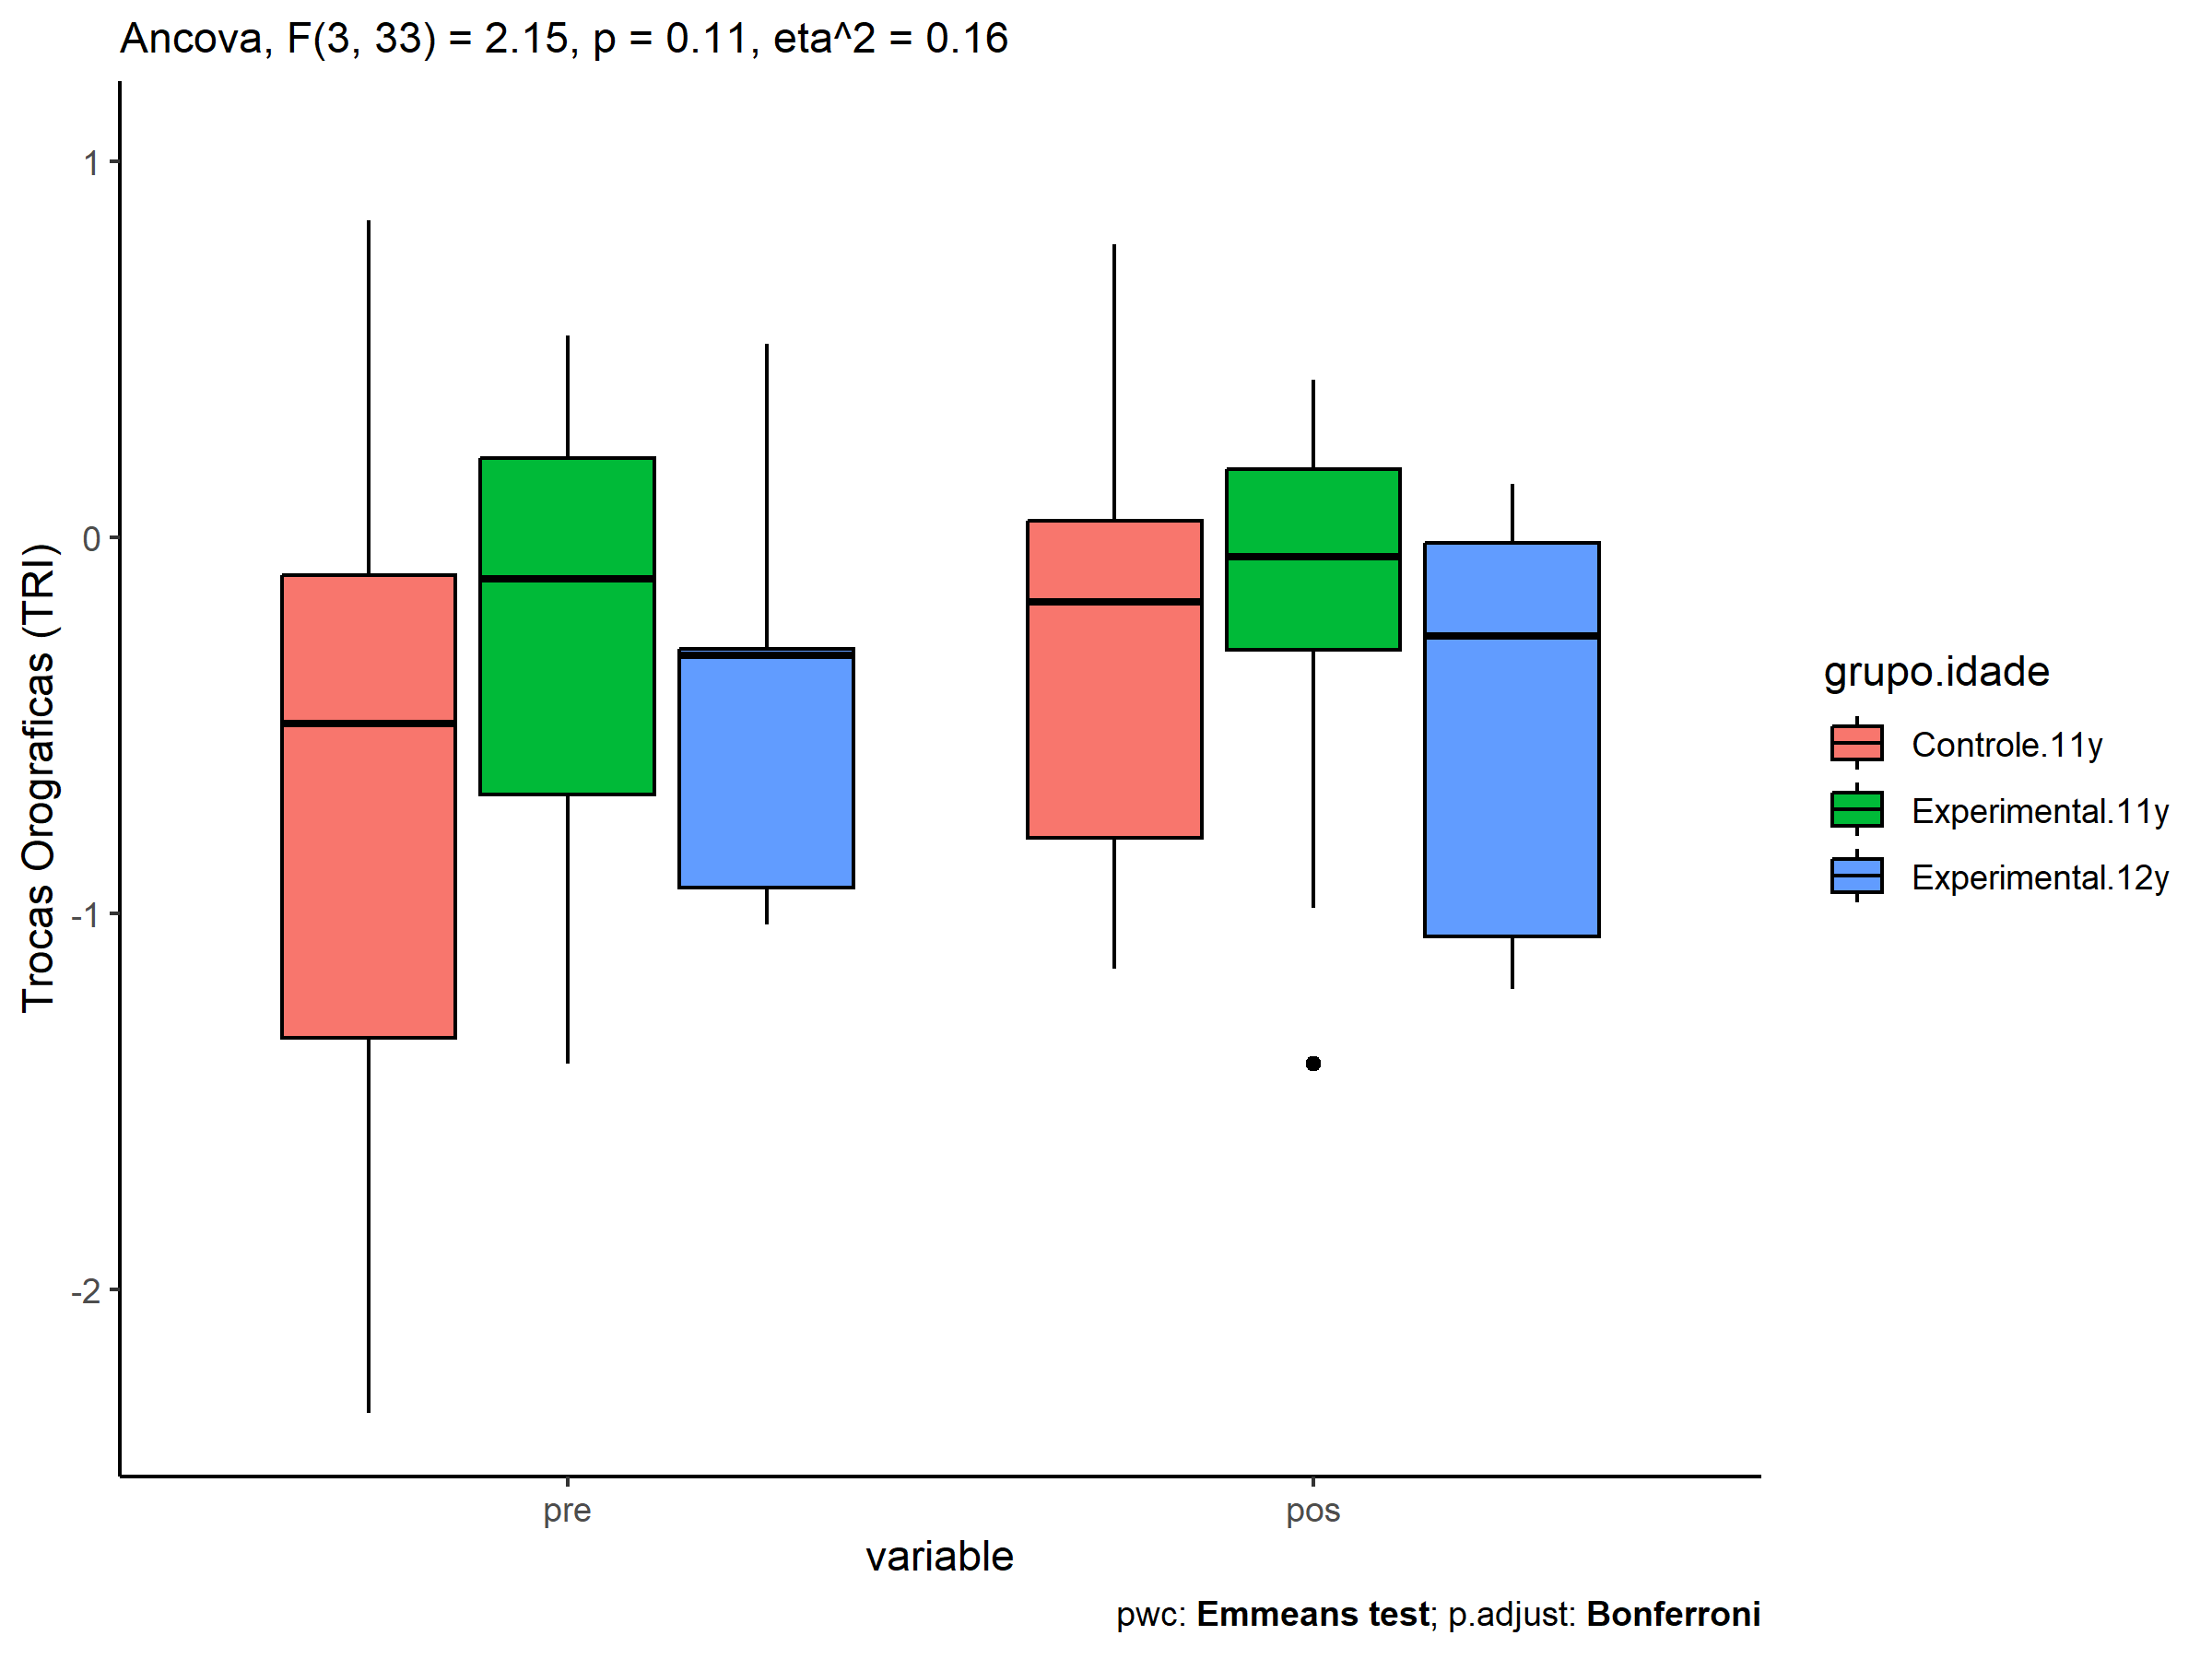 Ancova, F(3, 33) = 2.15, p = 0.11, eta^2 = 0.16
Trocas Orograficas (TRI)
1
0
-1
-2
pre
pos
variable
grupo.idade
Controle.11y
Experimental.11y
Experimental.12y
pwc: Emmeans test; p.adjust: Bonferroni